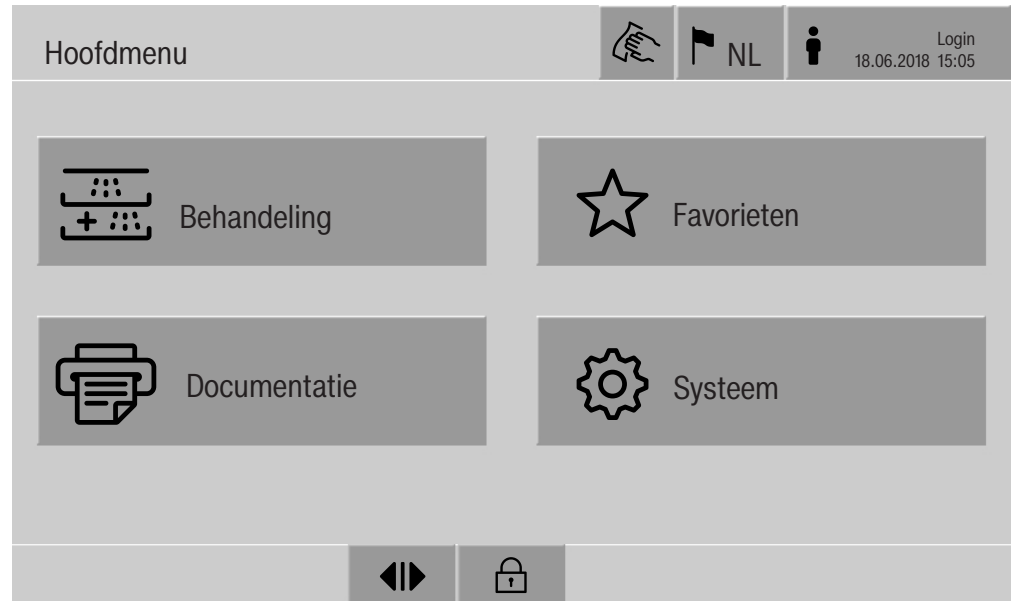 Hoofdmenu
NL
Login
18.06.2018 15:05
Behandeling
Favorieten
Documentatie
Systeem